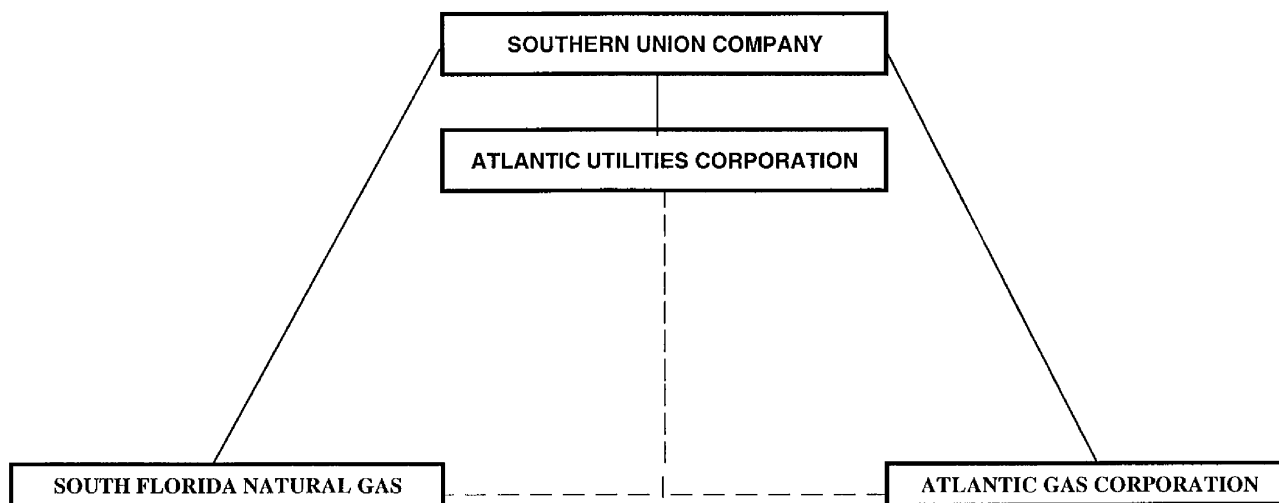 SOUTHERN UNION COMPANY
ATLANTIC UTILITIES CORPORATION
SOUTH FLORIDA NATURAL GAS
ATLANTIC GAS CORPORATION